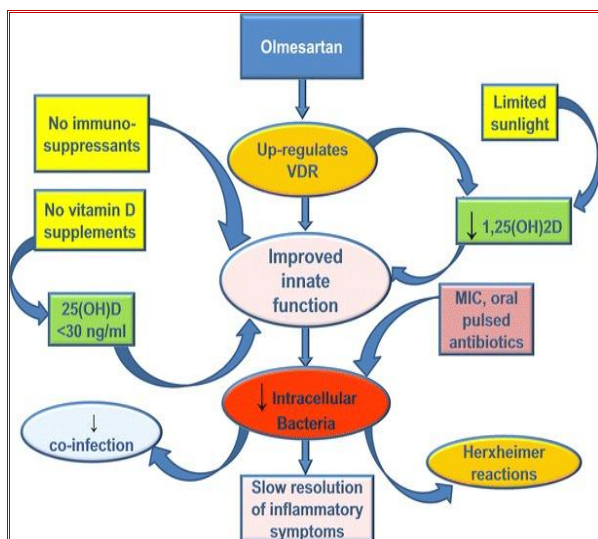 Olmesartan
No immuno-
suppressants
Limited
sunlight
Up-regulates
VDR
No vitamin D
supplements
↓ 1,25(OH)2D
Improved
innate
function
25(OH)D
<30 ng/ml
MIC, oral
pulsed
antibiotics
↓ Intracellular
Bacteria
↓
co-infection
Herxheimer
reactions
Slow resolution
of inflammatory
symptoms